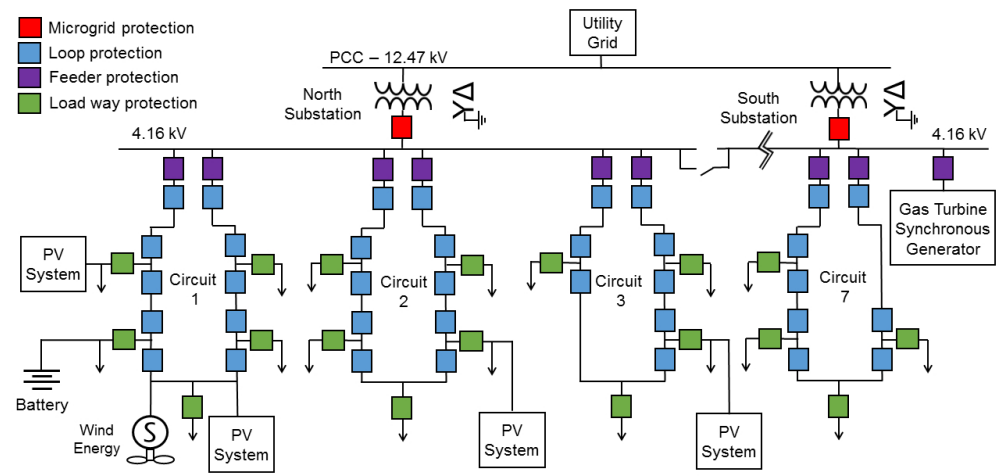 Microgrid protection
Loop protection
Feeder protection
Load way protection
Utility
Grid
PCC – 12.47 kV
North
Substation
South
Substation
4.16 kV
4.16 kV
Gas Turbine
Synchronous
Generator
PV
System
Circuit
1
Circuit
2
Circuit
3
Circuit
7
Battery
Wind
Energy
S
PV
System
PV
System
PV
System